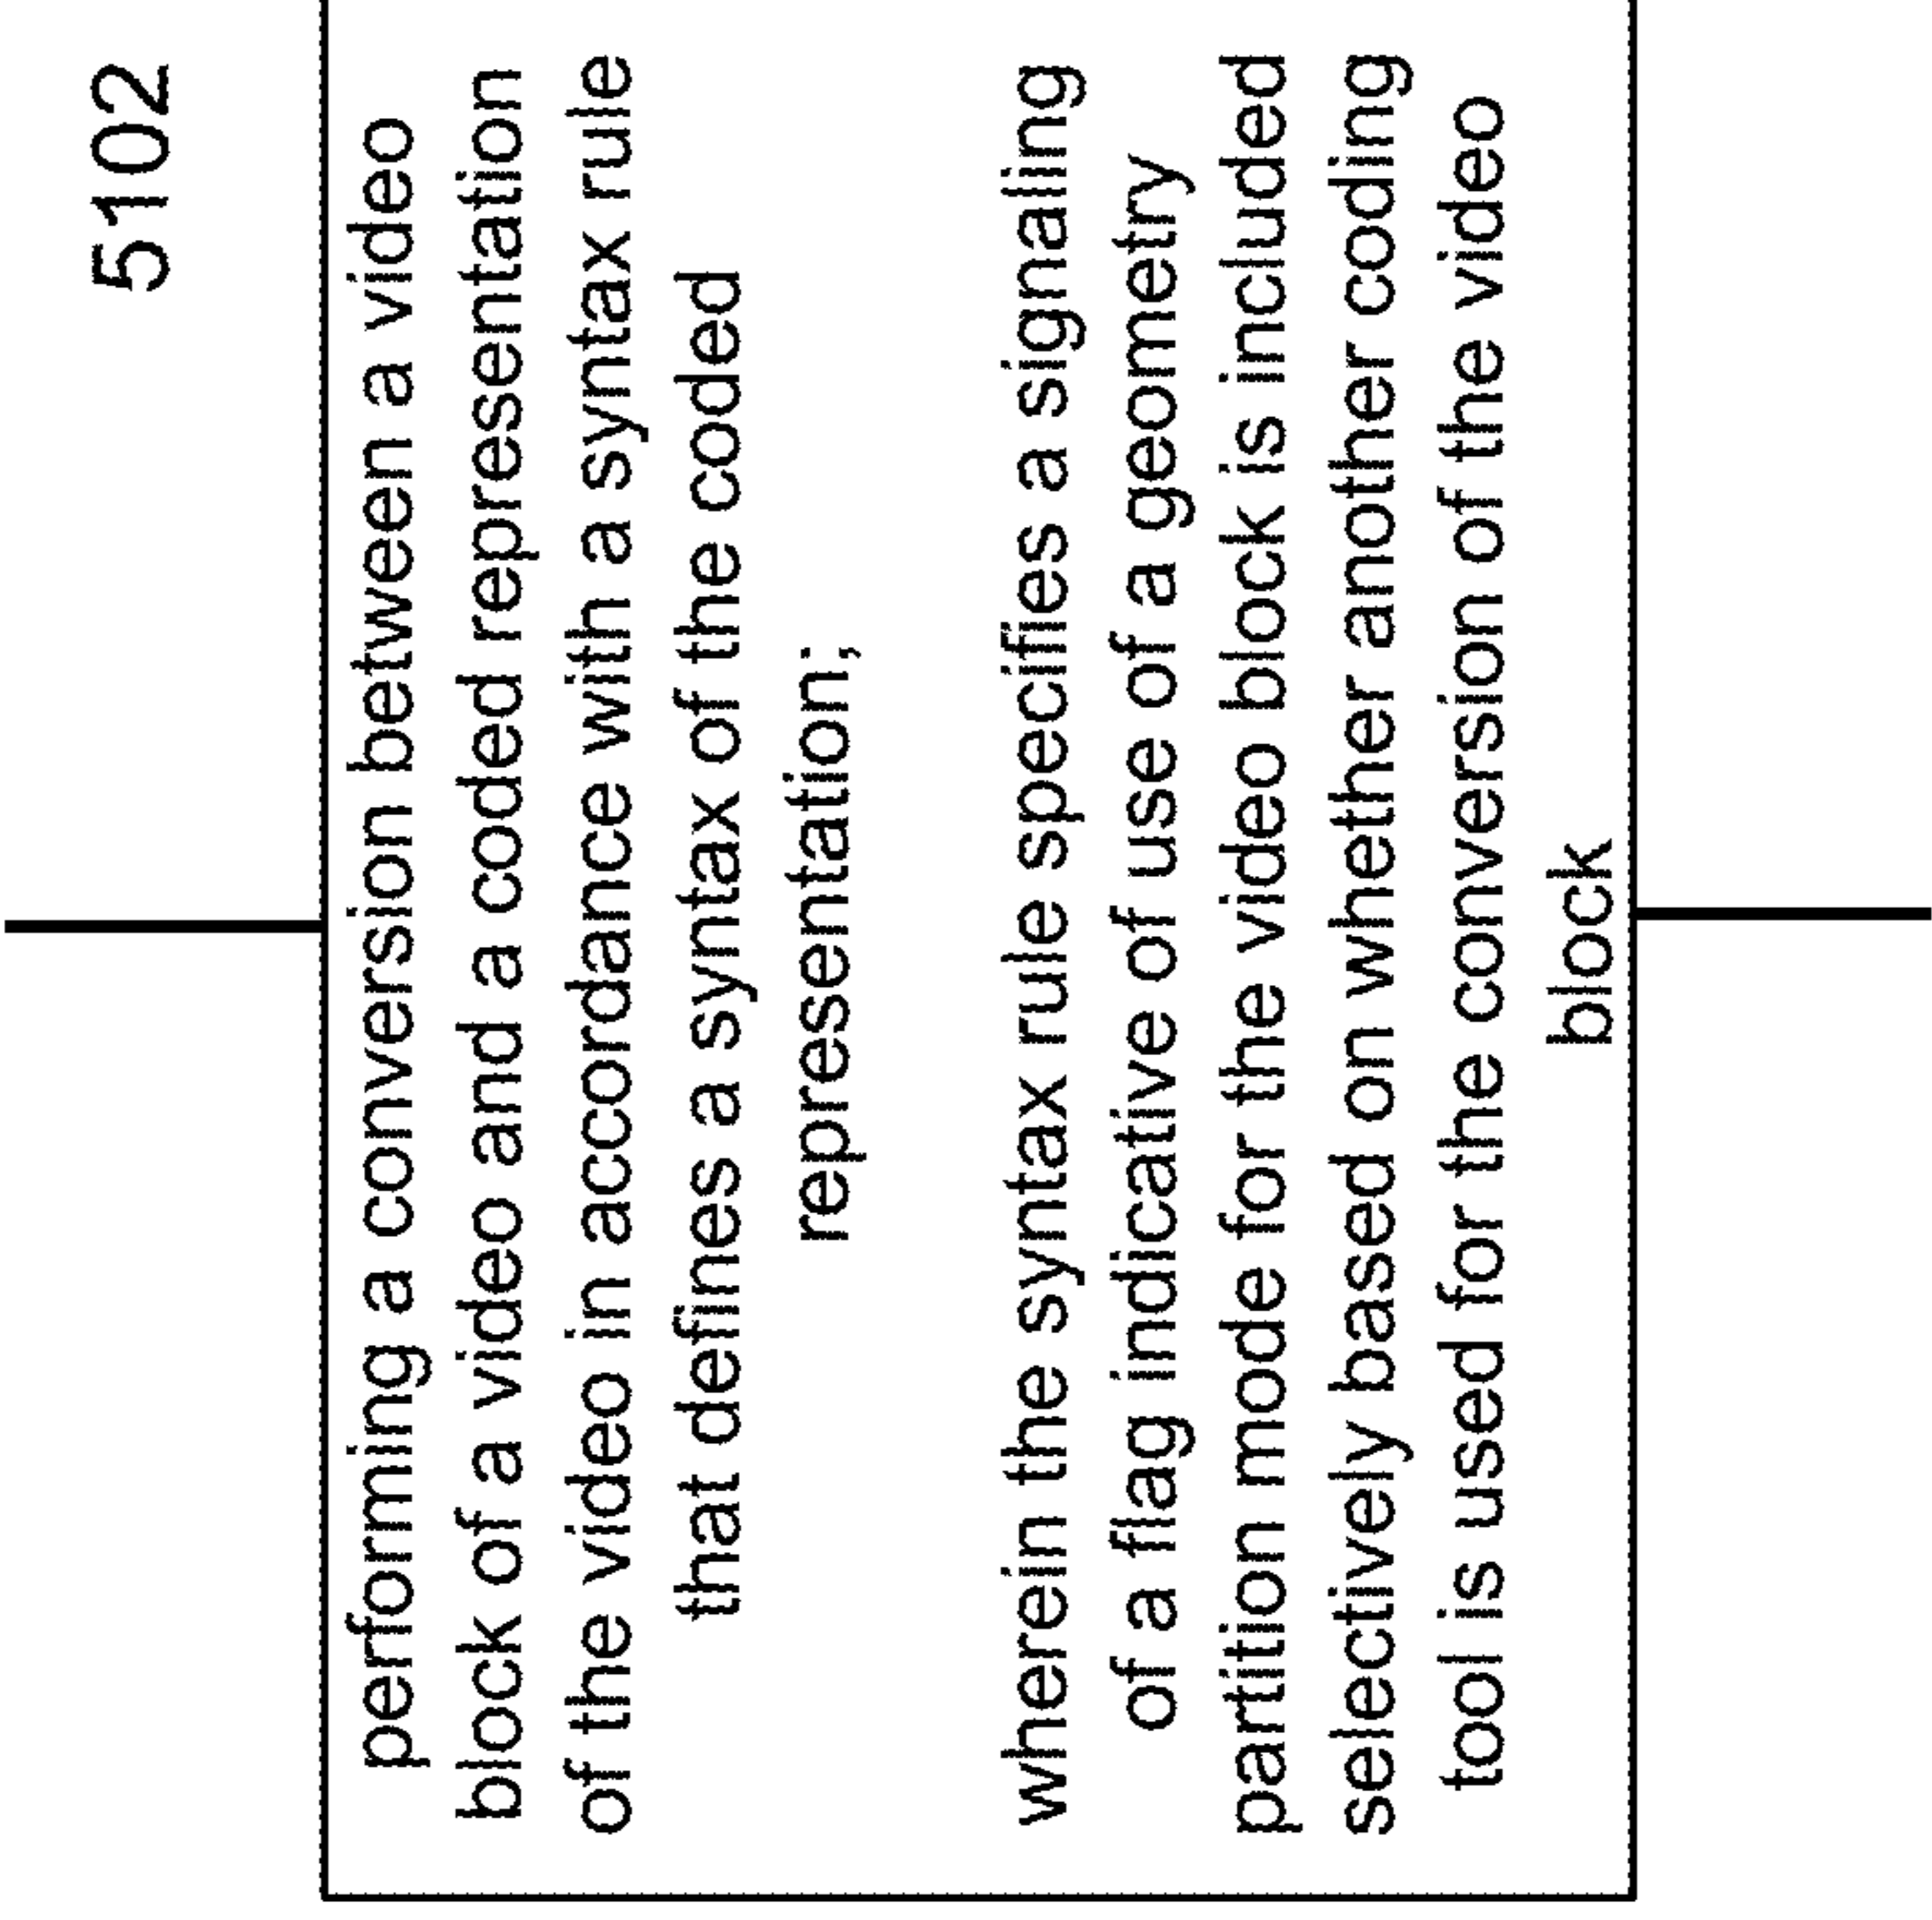 5102
performing a conversion between a video
block of a video and a coded representation
of the video in accordance with a syntax rule
that defines a syntax of the coded
representation;
wherein the syntax rule specifies a signaling
of a flag indicative of use of a geometry
partition mode for the video block is included
selectively based on whether another coding
tool is used for the conversion of the video
block